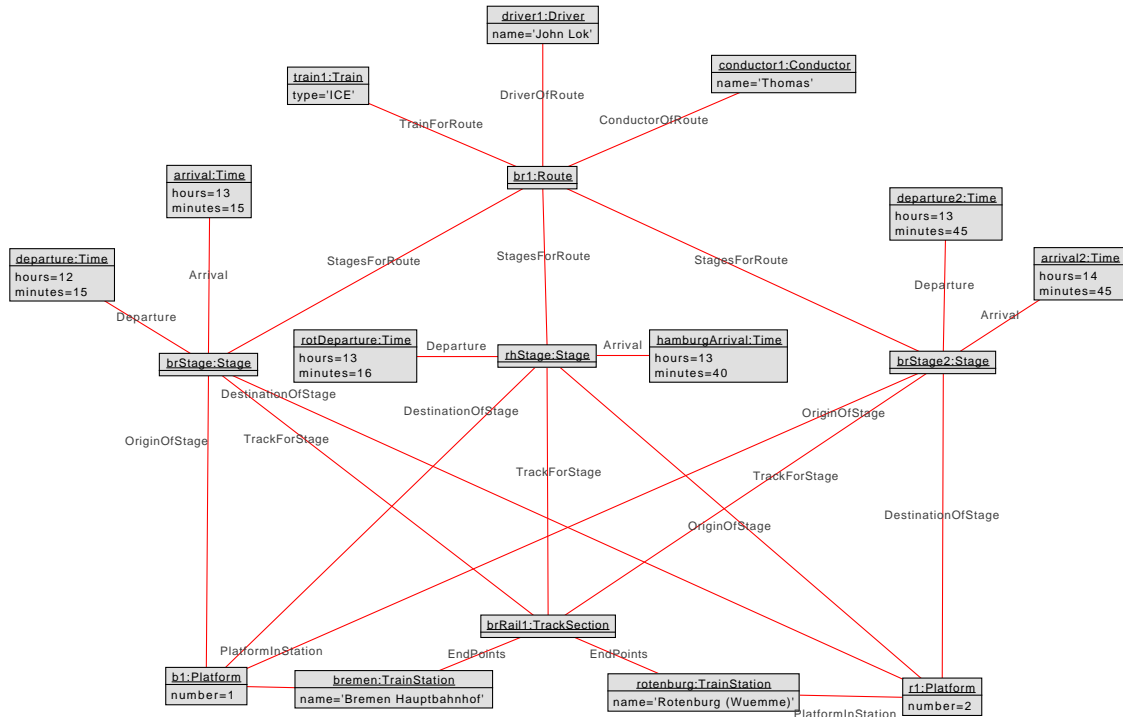 driver1:Driver
name='John Lok'
train1:Train
type='ICE'
conductor1:Conductor
name='Thomas'
DriverOfRoute
TrainForRoute
ConductorOfRoute
br1:Route
arrival:Time
hours=13
minutes=15
departure2:Time
hours=13
minutes=45
departure:Time
hours=12
minutes=15
arrival2:Time
hours=14
minutes=45
StagesForRoute
StagesForRoute
StagesForRoute
Arrival
Departure
Departure
Arrival
rotDeparture:Time
hours=13
minutes=16
Departure
rhStage:Stage
Arrival
hamburgArrival:Time
hours=13
minutes=40
brStage:Stage
brStage2:Stage
DestinationOfStage
DestinationOfStage
OriginOfStage
OriginOfStage
TrackForStage
TrackForStage
TrackForStage
DestinationOfStage
OriginOfStage
brRail1:TrackSection
PlatformInStation
EndPoints
EndPoints
b1:Platform
number=1
bremen:TrainStation
name='Bremen Hauptbahnhof'
rotenburg:TrainStation
name='Rotenburg (Wuemme)'
r1:Platform
number=2
PlatformInStation